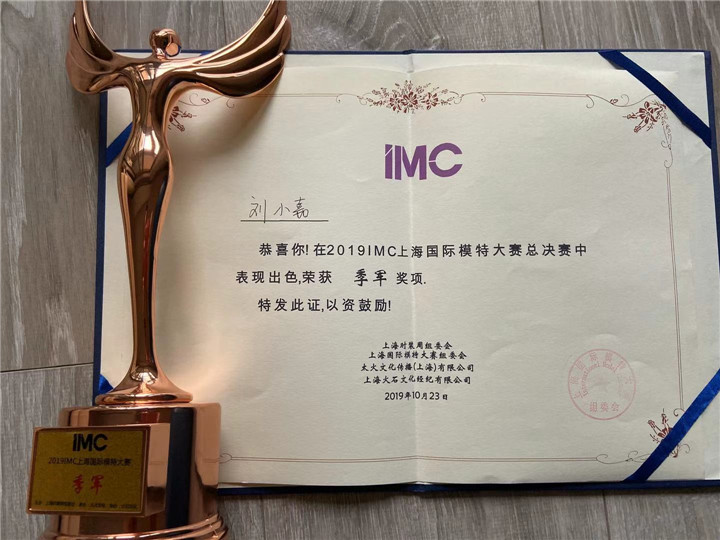 IMC
刘小嘉
恭喜你!在2019IMC上海国际模特大赛总决赛中
表现出色,荣获 季军 奖项.
特发此证,以资鼓励!
上海时装周组委会
上海国际模特大赛组委会
太火文化传播(上海)有限公司
上海火石文化经纪有限公司
2019年10月23日
组委会
IMC
2019IMC上海国际模特大赛
季军